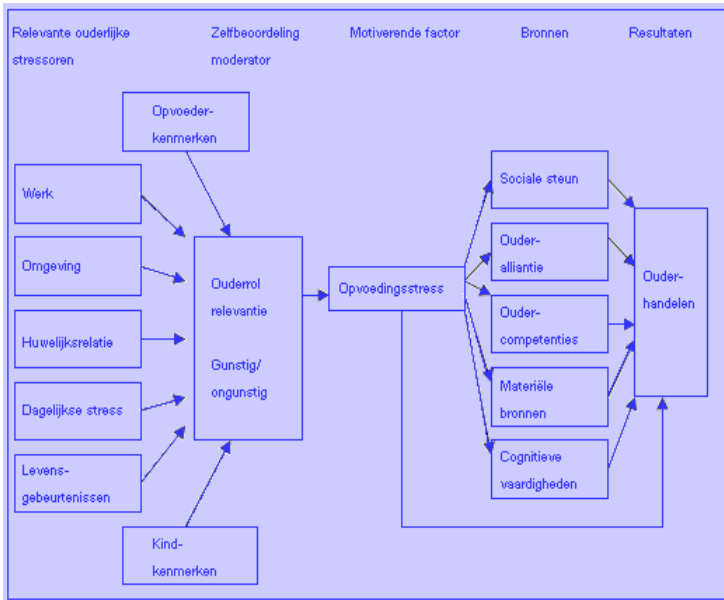 Relevante ouderlijke
stressoren
Zelfbeoordeling
moderator
Motiverende factor
Bronnen
Resultaten
Opvoeder-
kenmerken
Werk
Omgeving
Huwelijksrelatie
Dagelijkse stress
Levens-
gebeurtenissen
Ouderrol
relevantie
Gunstig/
ongunstig
Kind-
kenmerken
Opvoedingsstress
Sociale steun
Ouder-
alliantie
Ouder-
competenties
Materiële
bronnen
Cognitieve
vaardigheden
Ouder-
handelen